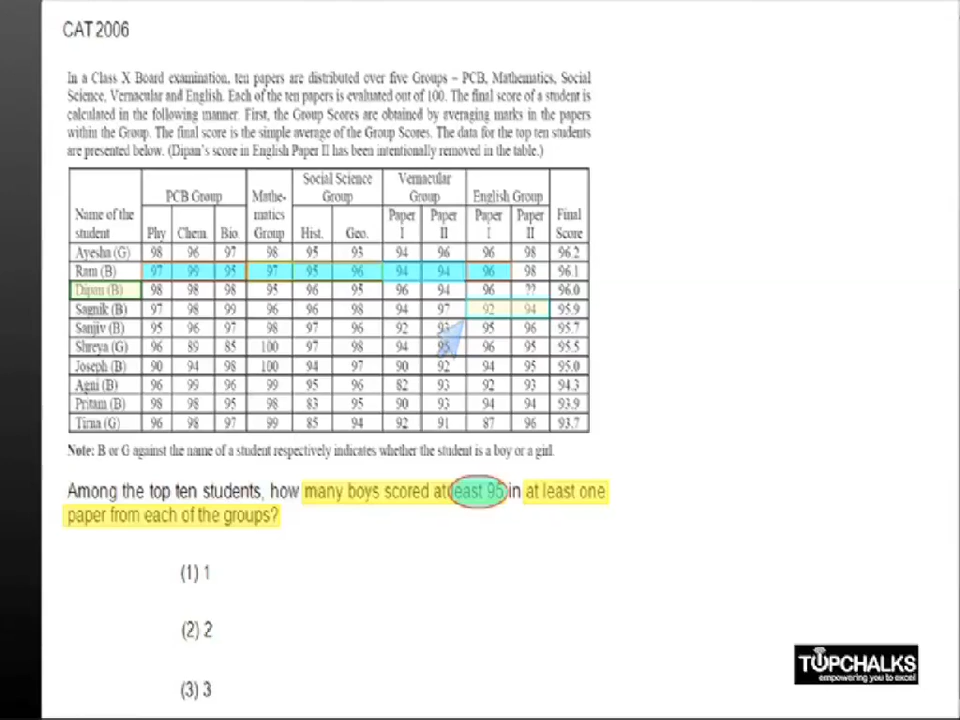 CAT 2006
In a Class X Board examination, ten papers are distributed over five Groups – PCB, Mathematics, Social
Science, Vernacular and English. Each of the ten papers is evaluated out of 100. The final score of a student is
calculated in the following manner. First, the Group Scores are obtained by averaging marks in the papers
within the Group. The final score is the simple average of the Group Scores. The data for the top ten students
are presented below. (Dipan's score in English Paper II has been intentionally removed in the table.)
Name of the student PCB Group Mathe-matics Group Social Science Group Vernacular Group English Group Final Score
Phy Chem. Bio. Hist. Geo. Paper I Paper II Paper I Paper II
Ayesha (G) 98 96 97 98 95 93 94 96 96 98 96.2
Ram (B) 97 99 95 97 95 96 94 94 96 98 96.1
Dipan (B) 98 98 98 95 96 95 96 94 96 ?? 96.0
Sagnik (B) 97 98 99 96 96 98 94 97 92 94 95.9
Sanjiv (B) 95 96 97 98 97 96 92 93 95 96 95.7
Shreya (G) 96 89 85 100 97 98 94 95 96 95 95.5
Joseph (B) 90 94 98 100 94 97 90 92 94 95 95.0
Agni (B) 96 99 96 99 95 96 82 93 92 93 94.3
Pritam (B) 98 98 95 98 83 95 90 93 94 94 93.9
Tirna (G) 96 98 97 99 85 94 92 91 87 96 93.7
Note: B or G against the name of a student respectively indicates whether the student is a boy or a girl.
Among the top ten students, how many boys scored at least 95 in at least one
paper from each of the groups?
(1) 1
(2) 2
(3) 3
TOPCHALKS
empowering you to excel